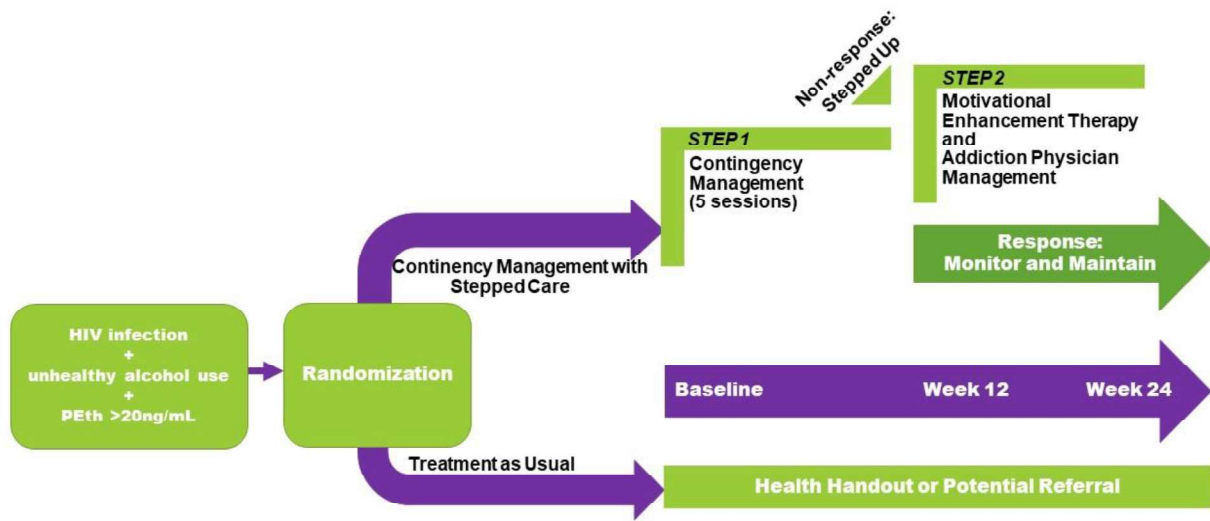 Non-response:
Stepped Up
STEP 2
Motivational
Enhancement Therapy
and
Addiction Physician
Management
STEP 1
Contingency
Management
(5 sessions)
Response:
Monitor and Maintain
Continency Management with
Stepped Care
HIV infection
+
unhealthy alcohol use
+
PEth >20ng/mL
Randomization
Baseline
Week 12
Week 24
Treatment as Usual
Health Handout or Potential Referral